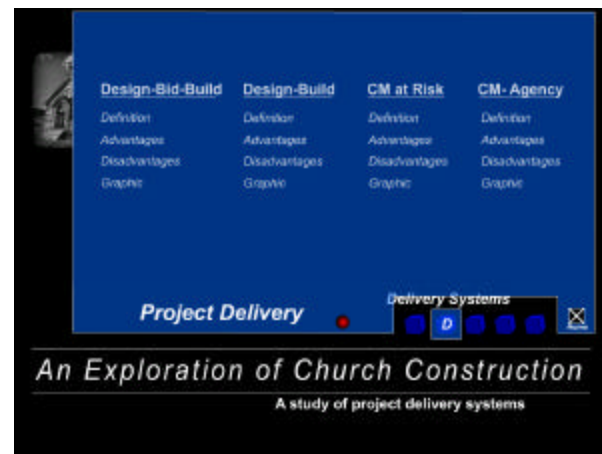 Design-Bid-Build Design-Build CM at Risk CM- Agency
Definition Definition Definition Definition
Advantages Advantages Advantages Advantages
Disadvantages Disadvantages Disadvantages Disadvantages
Graphic Graphic Graphic Graphic
Delivery Systems
Project Delivery
D
An Exploration of Church Construction
A study of project delivery systems